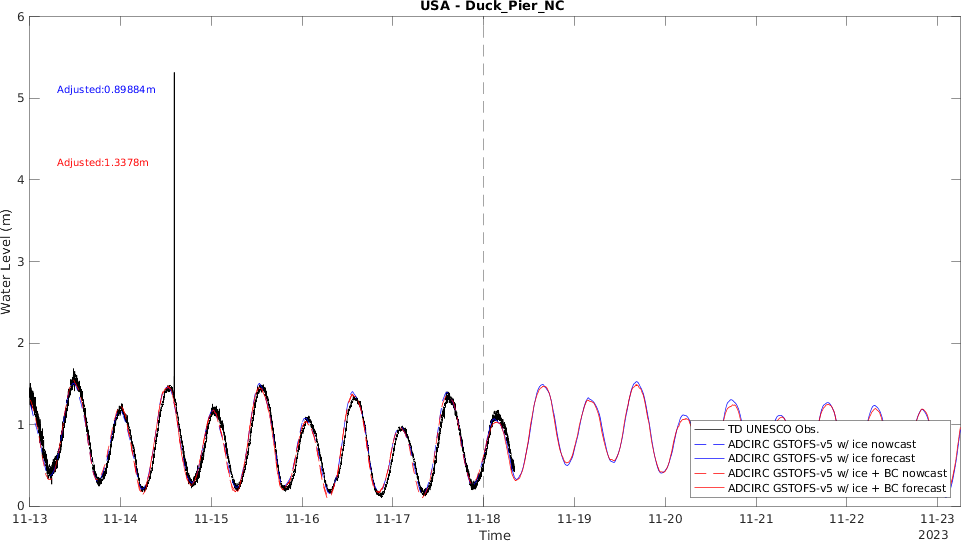 USA - Duck_Pier_NC
6
5
4
3
2
1
0
Water Level (m)
Adjusted:0.89884m
Adjusted:1.3378m
TD UNESCO Obs.
ADCIRC GSTOFS-v5 w/ ice nowcast
ADCIRC GSTOFS-v5 w/ ice forecast
ADCIRC GSTOFS-v5 w/ ice + BC nowcast
ADCIRC GSTOFS-v5 w/ ice + BC forecast
11-13 11-14 11-15 11-16 11-17 11-18 11-19 11-20 11-21 11-22 11-23
Time
2023